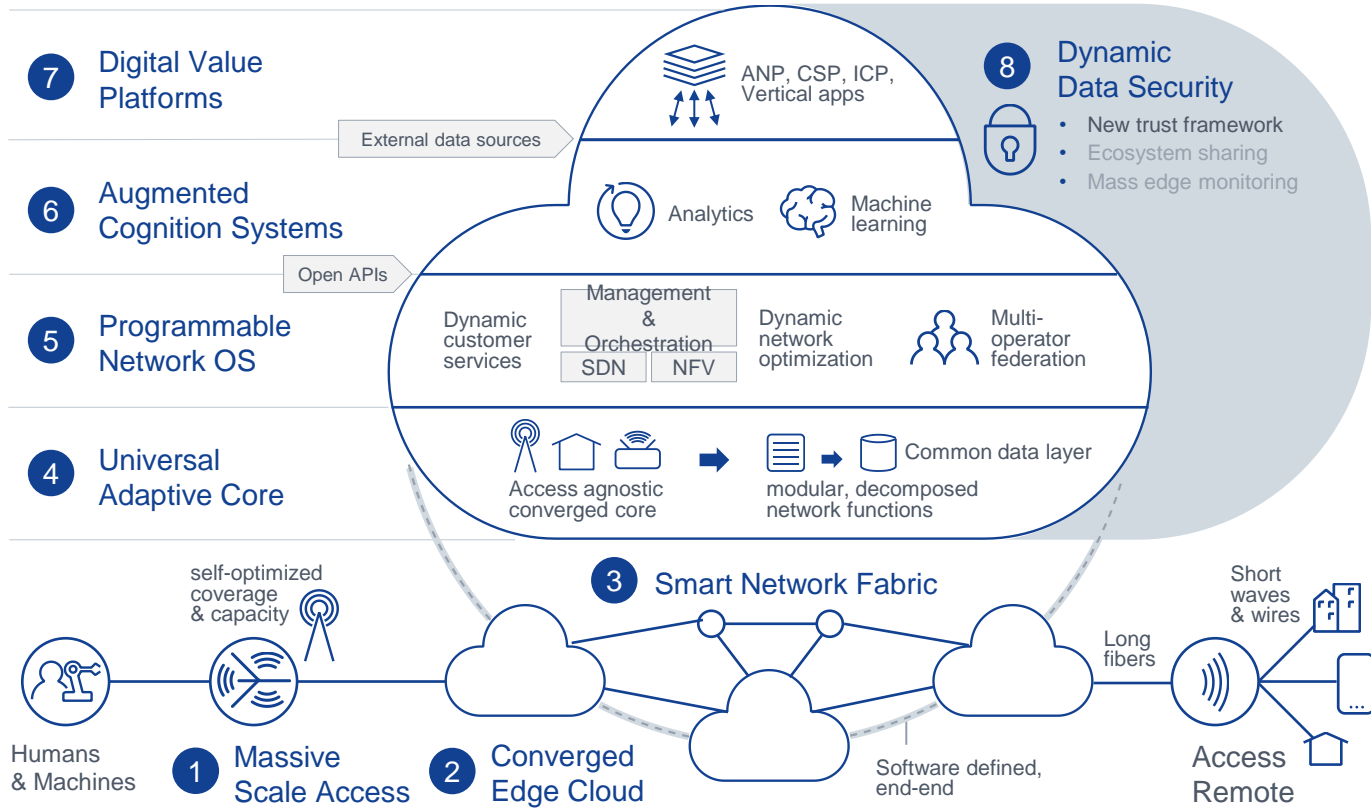 7
Digital Value
Platforms
ANP, CSP, ICP,
Vertical apps
8
Dynamic
Data Security
• New trust framework
• Ecosystem sharing
• Mass edge monitoring
External data sources
6
Augmented
Cognition Systems
Analytics
Machine
learning
Open APIs
5
Programmable
Network OS
Dynamic
customer
services
Management
&
Orchestration
SDN
NFV
Dynamic
network
optimization
Multi-
operator
federation
4
Universal
Adaptive Core
Access agnostic
converged core
Common data layer
modular, decomposed
network functions
self-optimized
coverage
& capacity
3
Smart Network Fabric
Short
waves
& wires
Long
fibers
Humans
& Machines
1
Massive
Scale Access
2
Converged
Edge Cloud
Software defined,
end-end
Access
Remote